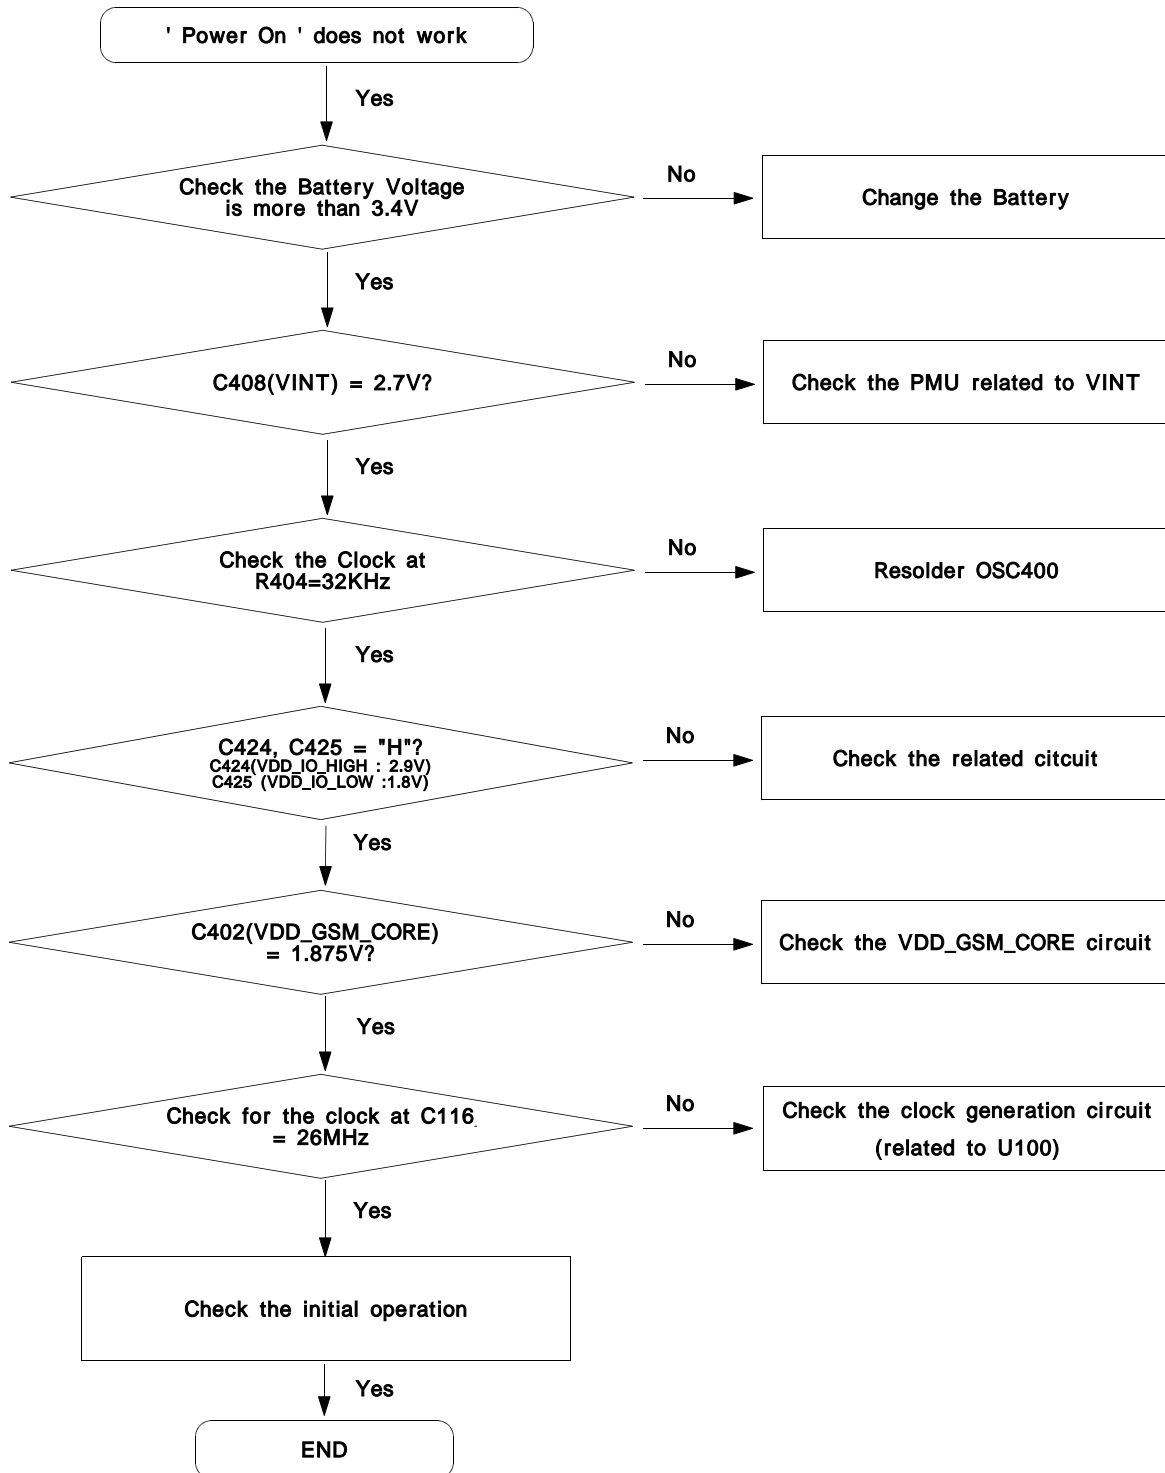 ' Power On ' does not work
Yes
Check the Battery Voltage
is more than 3.4V
No
Change the Battery
Yes
C408(VINT) = 2.7V?
No
Check the PMU related to VINT
Yes
Check the Clock at
R404=32KHz
No
Resolder OSC400
Yes
C424, C425 = "H"?
C424(VDD_IO_HIGH : 2.9V)
C425 (VDD_IO_LOW :1.8V)
No
Check the related citcuit
Yes
C402(VDD_GSM_CORE)
= 1.875V?
No
Check the VDD_GSM_CORE circuit
Yes
Check for the clock at C116
= 26MHz
No
Check the clock generation circuit
(related to U100)
Yes
Check the initial operation
Yes
END